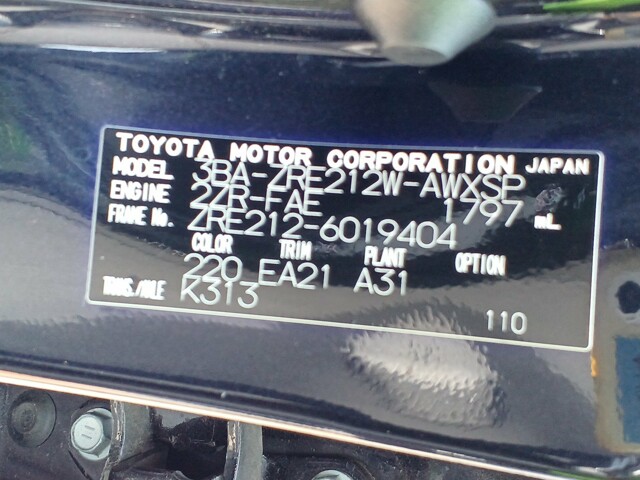 TOYOTA MOTOR CORPORATION JAPAN
MODEL 3BA-ZRE212W-AWXSP
ENGINE 2ZR-FAE 1797 mL
FRAME No. ZRE212-6019404
COLOR TRIM PLANT OPTION
220 EA21 A31
TRNS./AXLE K313
110